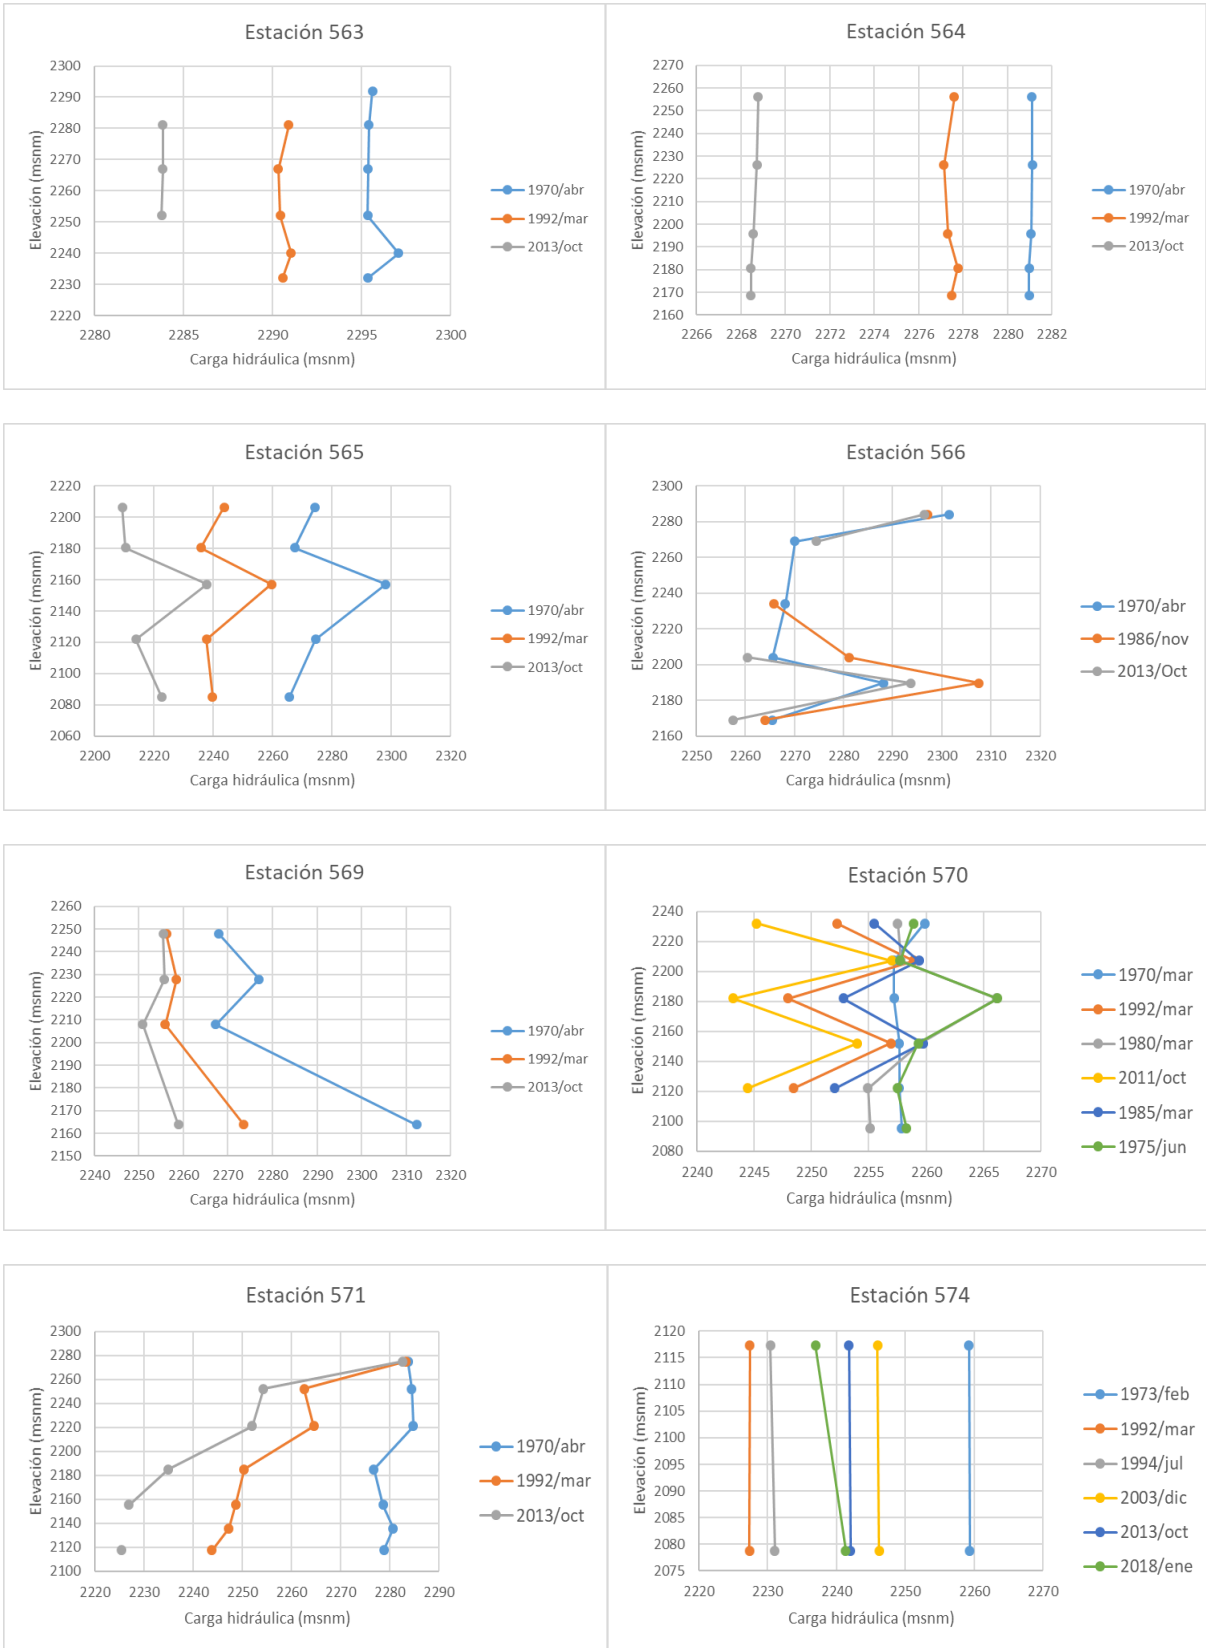 Estación 563
2300
2290
2280
2270
2260
2250
2240
2230
2220
Elevación (msnm)
2280 2285 2290 2295 2300
Carga hidráulica (msnm)
1970/abr
1992/mar
2013/oct
Estación 564
2270
2260
2250
2240
2230
2220
2210
2200
2190
2180
2170
2160
Elevación (msnm)
2266 2268 2270 2272 2274 2276 2278 2280 2282
Carga hidráulica (msnm)
1970/abr
1992/mar
2013/oct
Estación 565
2220
2200
2180
2160
2140
2120
2100
2080
2060
Elevación (msnm)
2200 2220 2240 2260 2280 2300 2320
Carga hidráulica (msnm)
1970/abr
1992/mar
2013/oct
Estación 566
2300
2280
2260
2240
2220
2200
2180
2160
Elevación (msnm)
2250 2260 2270 2280 2290 2300 2310 2320
Carga hidráulica (msnm)
1970/abr
1986/nov
2013/Oct
Estación 569
2260
2250
2240
2230
2220
2210
2200
2190
2180
2170
2160
2150
Elevación (msnm)
2240 2250 2260 2270 2280 2290 2300 2310 2320
Carga hidráulica (msnm)
1970/abr
1992/mar
2013/oct
Estación 570
2240
2220
2200
2180
2160
2140
2120
2100
2080
Elevación (msnm)
2240 2245 2250 2255 2260 2265 2270
Carga hidráulica (msnm)
1970/mar
1992/mar
1980/mar
2011/oct
1985/mar
1975/jun
Estación 571
2300
2280
2260
2240
2220
2200
2180
2160
2140
2120
2100
Elevación (msnm)
2220 2230 2240 2250 2260 2270 2280 2290
Carga hidráulica (msnm)
1970/abr
1992/mar
2013/oct
Estación 574
2120
2115
2110
2105
2100
2095
2090
2085
2080
2075
Elevación (msnm)
2220 2230 2240 2250 2260 2270
Carga hidráulica (msnm)
1973/feb
1992/mar
1994/jul
2003/dic
2013/oct
2018/ene